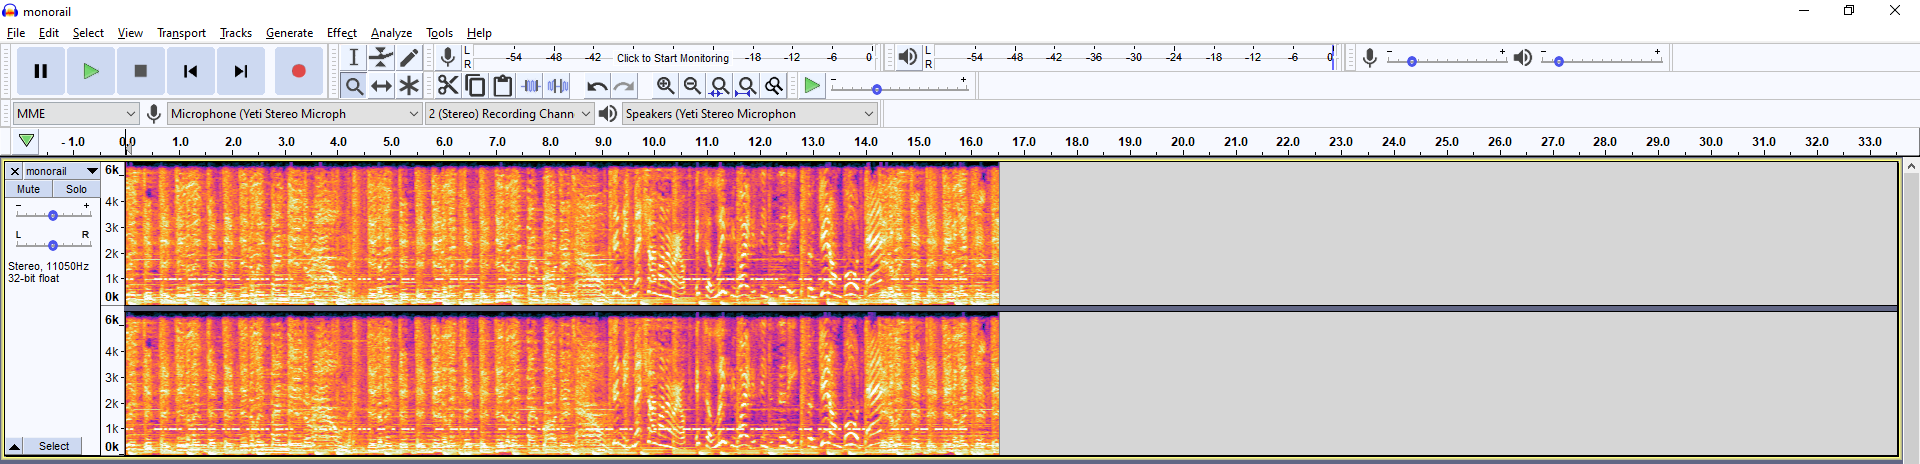 monorail
File Edit Select View Transport Tracks Generate Effect Analyze Tools Help
L R -54 -48 -42 Click to Start Monitoring -18 -12 -6 0 L R -54 -48 -42 -36 -30 -24 -18 -12 -6 0 - + - +
- +
MME Microphone (Yeti Stereo Microph 2 (Stereo) Recording Chann Speakers (Yeti Stereo Microphon
-1.0 0.0 1.0 2.0 3.0 4.0 5.0 6.0 7.0 8.0 9.0 10.0 11.0 12.0 13.0 14.0 15.0 16.0 17.0 18.0 19.0 20.0 21.0 22.0 23.0 24.0 25.0 26.0 27.0 28.0 29.0 30.0 31.0 32.0 33.0
monorail 6k
Mute Solo
- + 4k
3k
L R
2k
Stereo, 11050Hz
32-bit float 1k
0k
6k
4k
3k
2k
1k
Select 0k